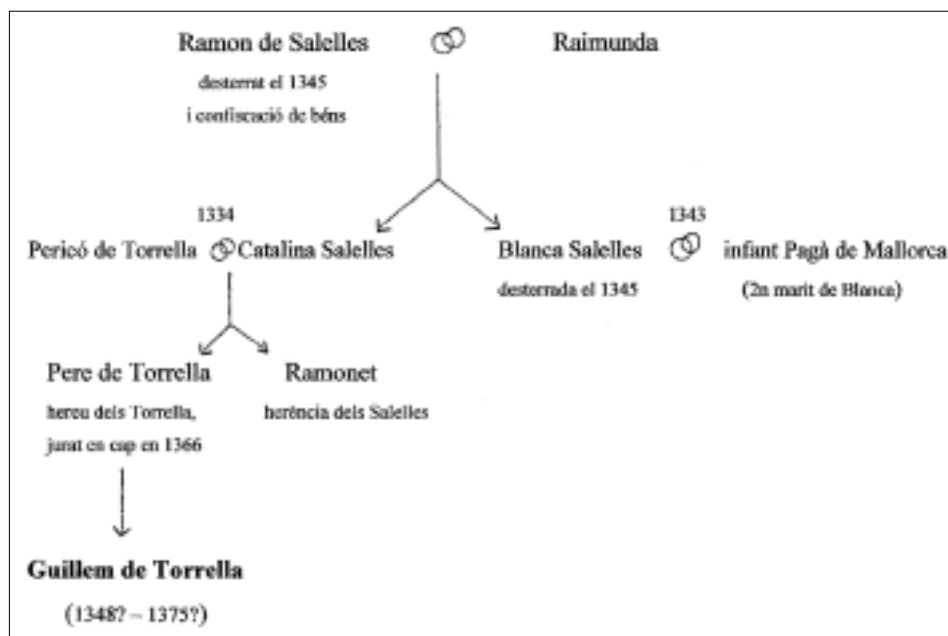 Ramon de Salelles Raimunda
desterrat el 1345
i confiscació de béns
1334 1343
Pericó de Torrella Catalina Salelles Blanca Salelles infant Pagà de Mallorca
desterrada el 1345 (2n marit de Blanca)
Pere de Torrella Ramonet
hereu dels Torrella, herència dels Salelles
jurat en cap en 1366
Guillem de Torrella
(1348? – 1375?)